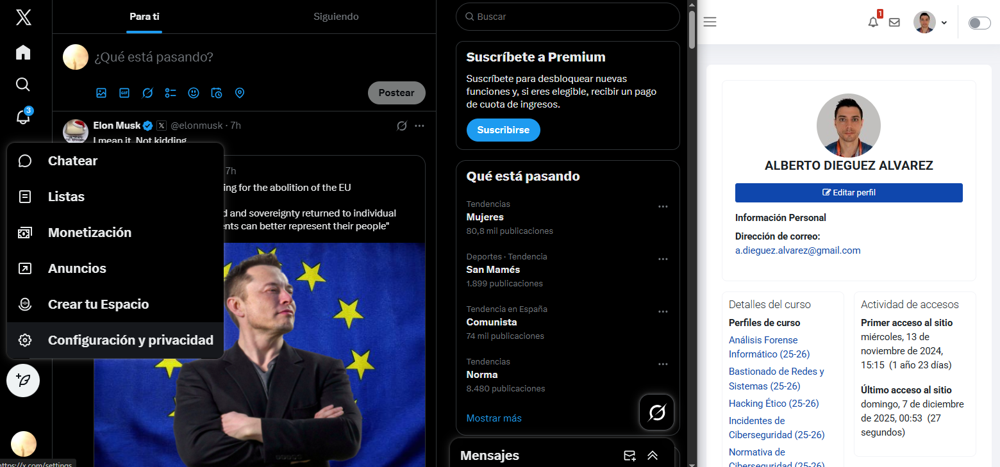 Para ti
Siguiendo
¿Qué está pasando?
GIF
Postear
3
Elon Musk @elonmusk · 7h
I mean it. Not kidding
7h
ing for the abolition of the EU
d and sovereignty returned to individual
nts can better represent their people"
Chatear
Listas
Monetización
Anuncios
Crear tu Espacio
Configuración y privacidad
https://x.com/settings
Buscar
Suscríbete a Premium
Suscríbete para desbloquear nuevas
funciones y, si eres elegible, recibir un pago
de cuota de ingresos.
Suscribirse
Qué está pasando
Tendencias
Mujeres
80,8 mil publicaciones
Deportes · Tendencia
San Mamés
1.899 publicaciones
Tendencia en España
Comunista
74 mil publicaciones
Tendencias
Norma
8.480 publicaciones
Mostrar más
Mensajes
1
ALBERTO DIEGUEZ ALVAREZ
Editar perfil
Información Personal
Dirección de correo:
a.dieguez.alvarez@gmail.com
Detalles del curso
Perfiles de curso
Análisis Forense
Informático (25-26)
Bastionado de Redes y
Sistemas (25-26)
Hacking Ético (25-26)
Incidentes de
Ciberseguridad (25-26)
Normativa de
Ciberseguridad (25-26)
Actividad de accesos
Primer acceso al sitio
miércoles, 13 de
noviembre de 2024,
15:15 (1 año 23 días)
Último acceso al sitio
domingo, 7 de diciembre
de 2025, 00:53 (27
segundos)